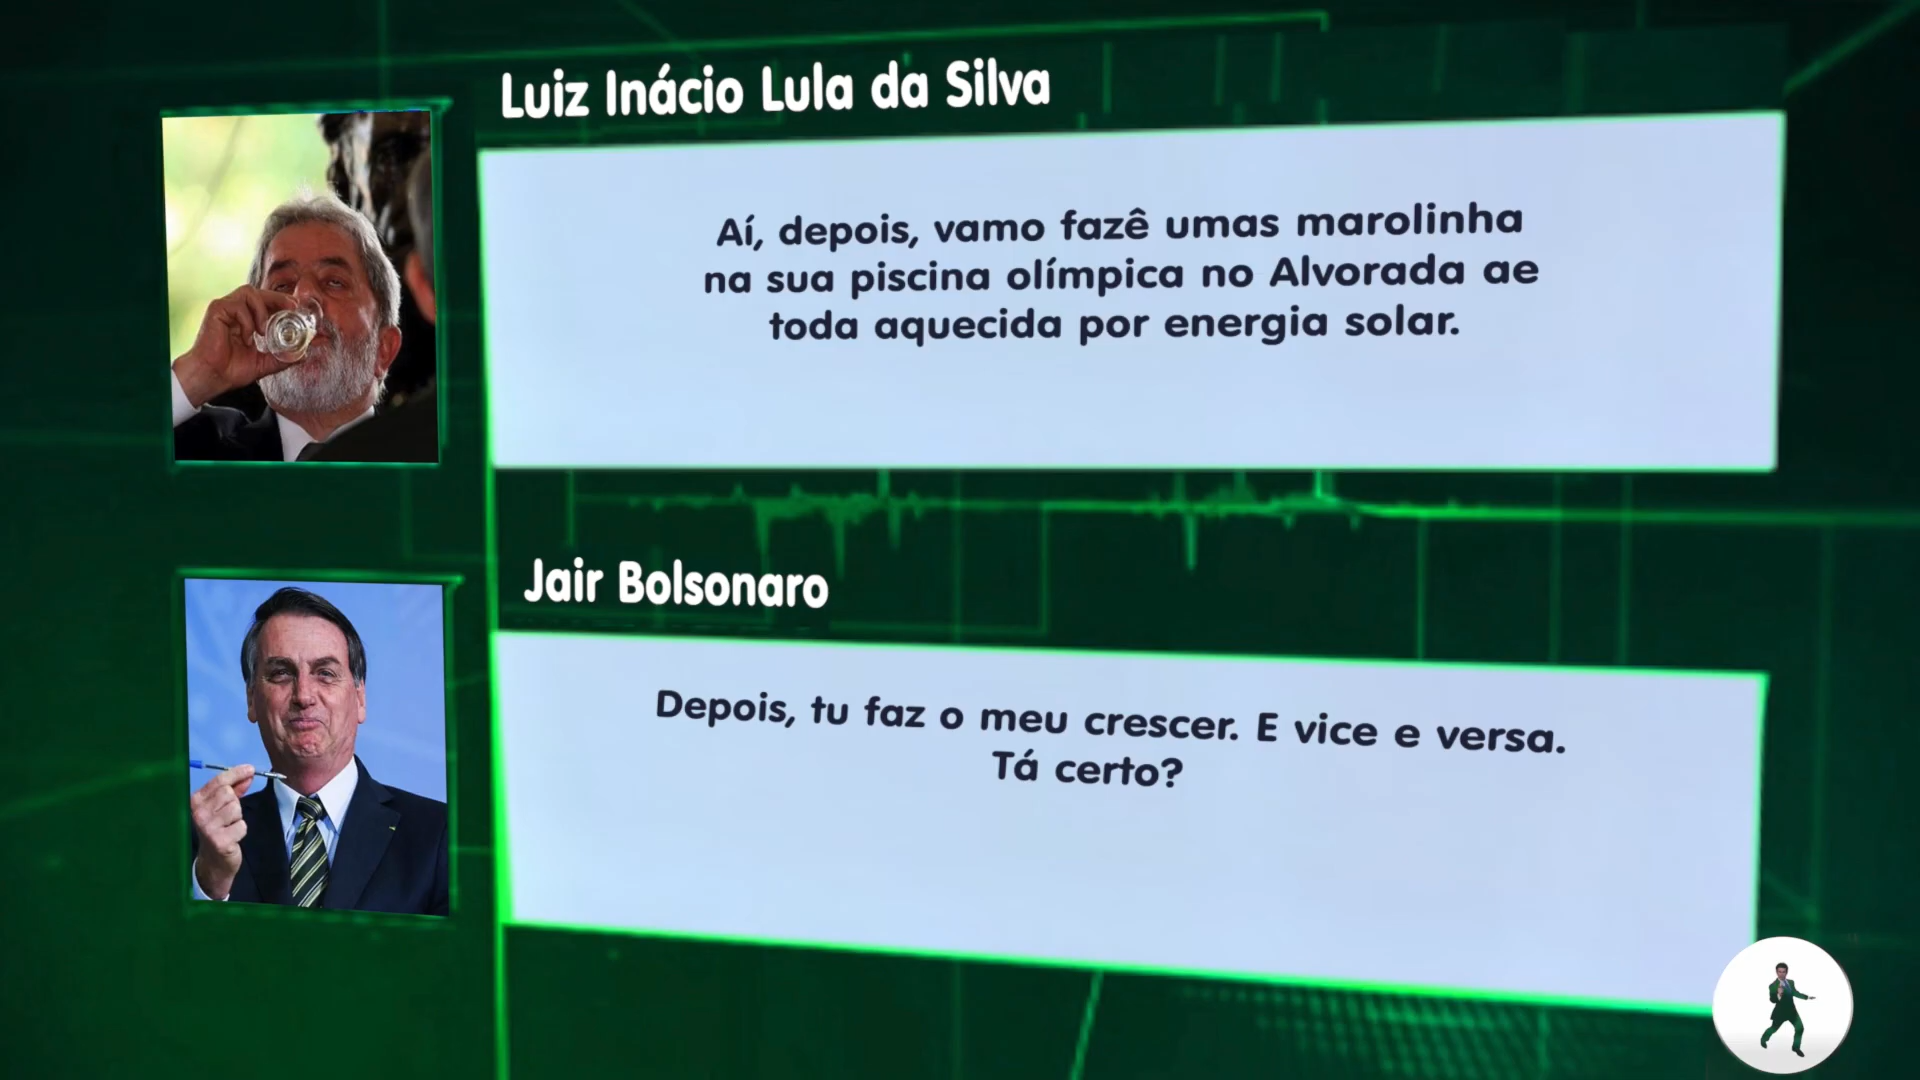 Luiz Inácio Lula da Silva
Aí, depois, vamo fazê umas marolinha
na sua piscina olímpica no Alvorada ae
toda aquecida por energia solar.
Jair Bolsonaro
Depois, tu faz o meu crescer. E vice e versa.
Tá certo?